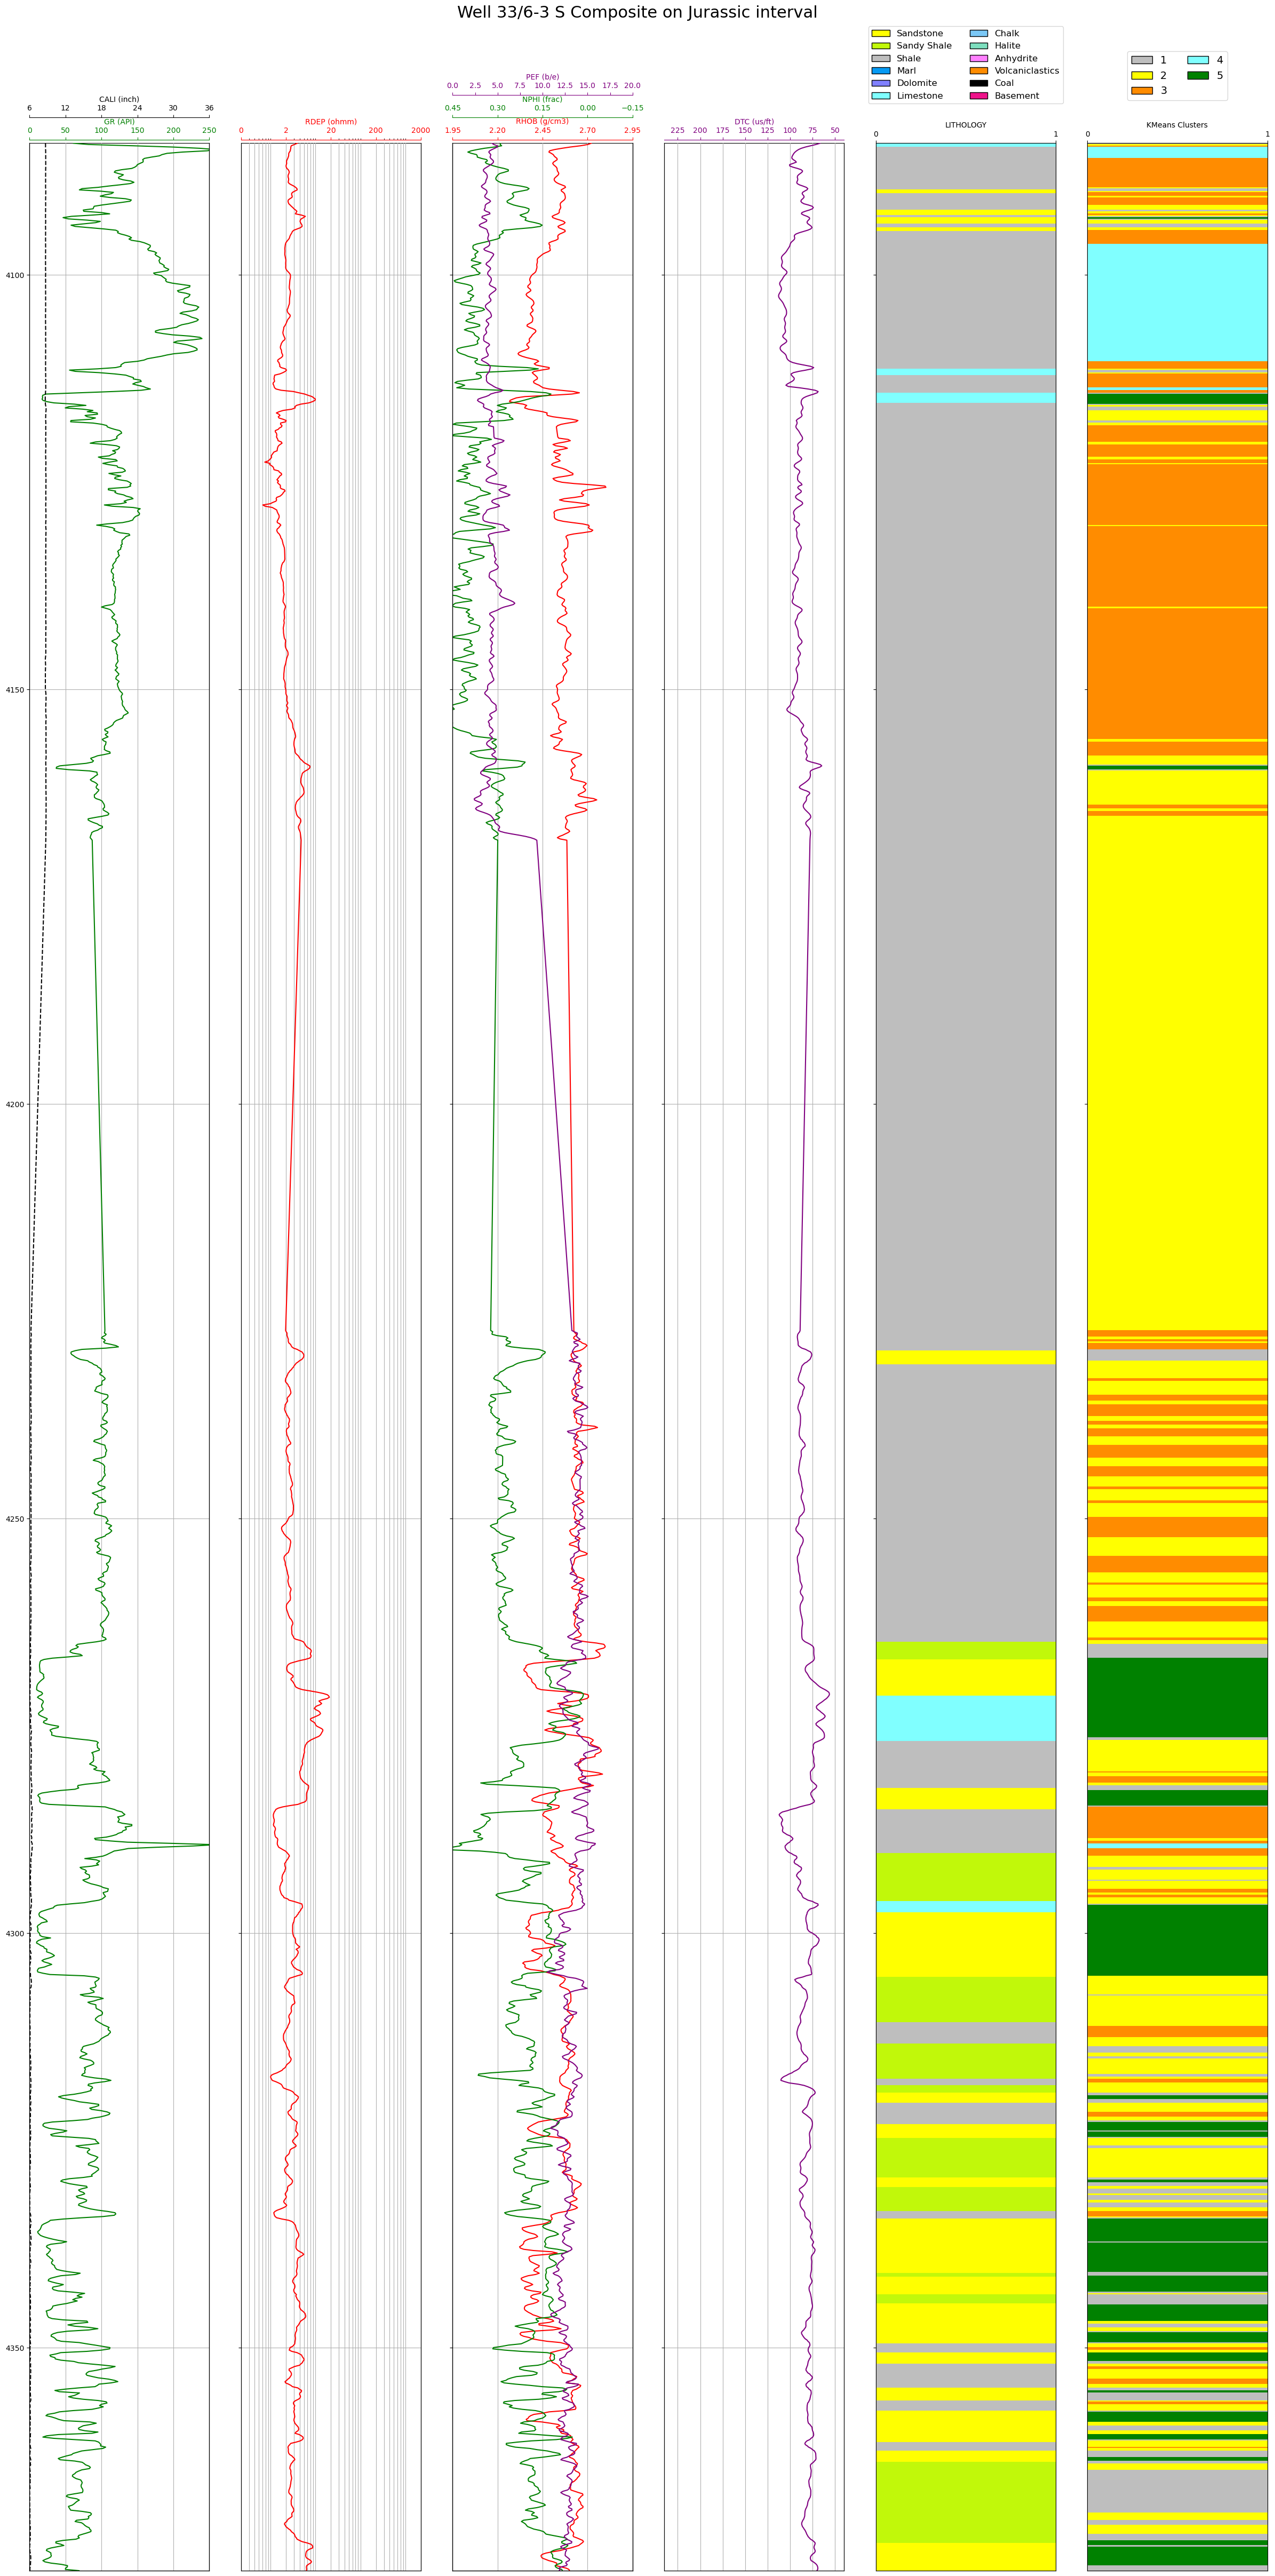 Well 33/6-3 S Composite on Jurassic interval
Sandstone Chalk
Sandy Shale Halite
Shale Anhydrite
Marl Volcaniclastics
Dolomite Coal
Limestone Basement
1 4
2 5
3
PEF (b/e)
0.0 2.5 5.0 7.5 10.0 12.5 15.0 17.5 20.0
CALI (inch) NPHI (frac)
6 12 18 24 30 36 0.45 0.30 0.15 0.00 −0.15
GR (API) RDEP (ohmm) RHOB (g/cm3) DTC (us/ft) LITHOLOGY KMeans Clusters
0 50 100 150 200 250 0 2 20 200 2000 1.95 2.20 2.45 2.70 2.95 225 200 175 150 125 100 75 50 0 1 0 1
4100
4150
4200
4250
4300
4350